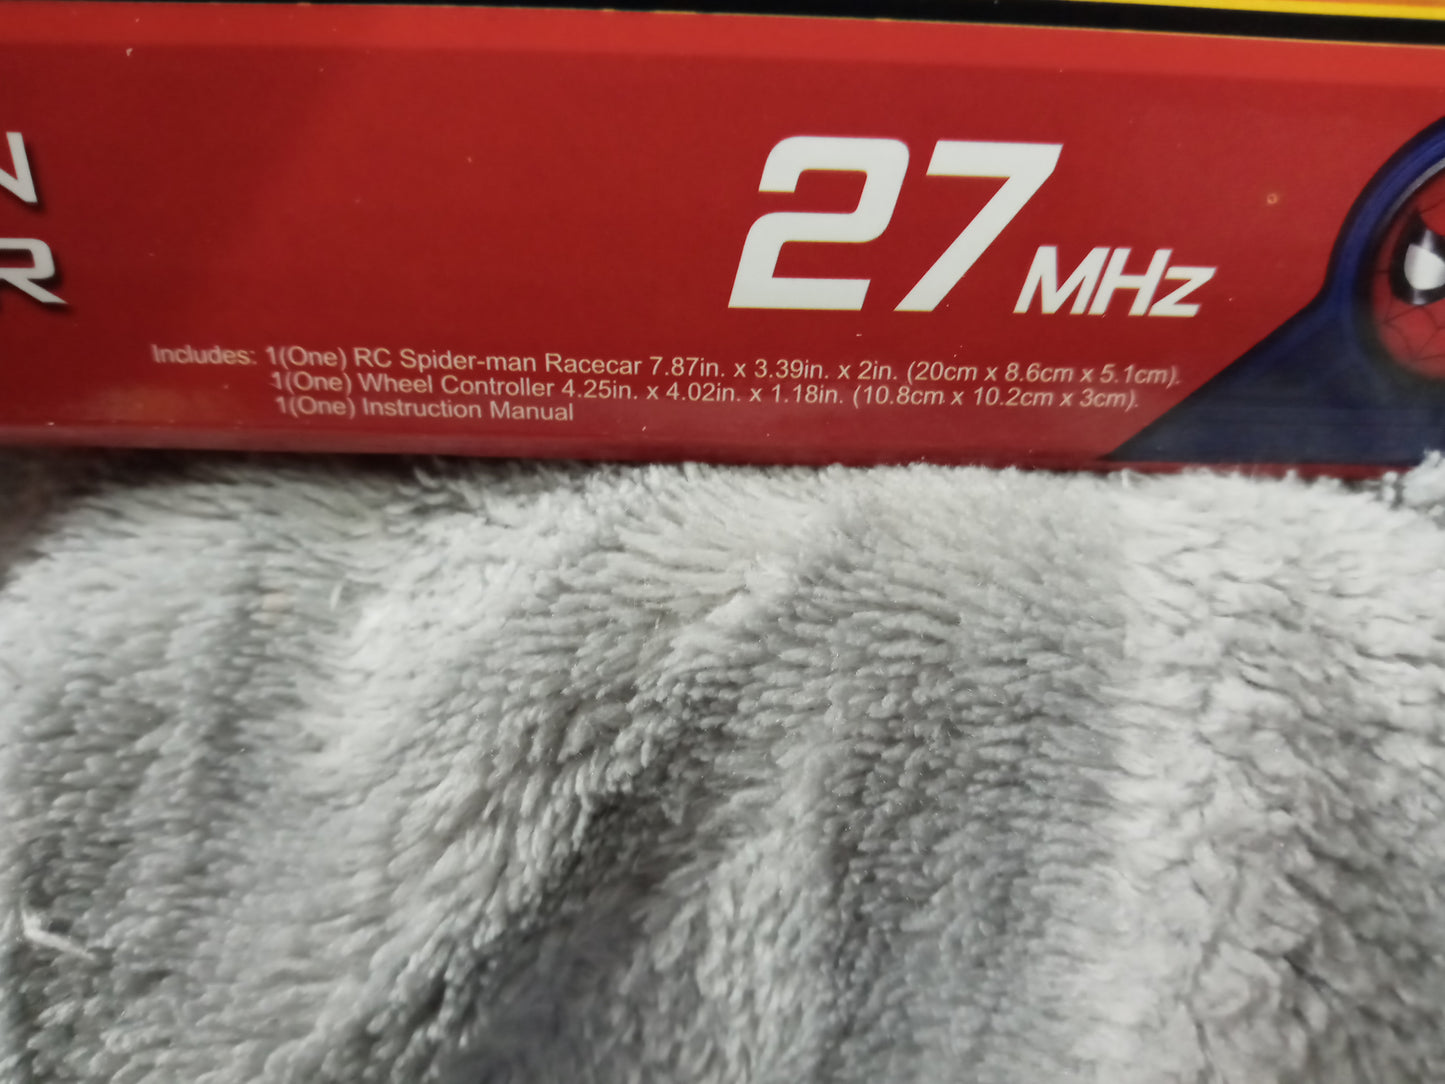 27 MHz
Includes: 1(One) RC Spider-man Racecar 7.87in. x 3.39in. x 2in. (20cm x 8.6cm x 5.1cm).
1(One) Wheel Controller 4.25in. x 4.02in. x 1.18in. (10.8cm x 10.2cm x 3cm).
1(One) Instruction Manual